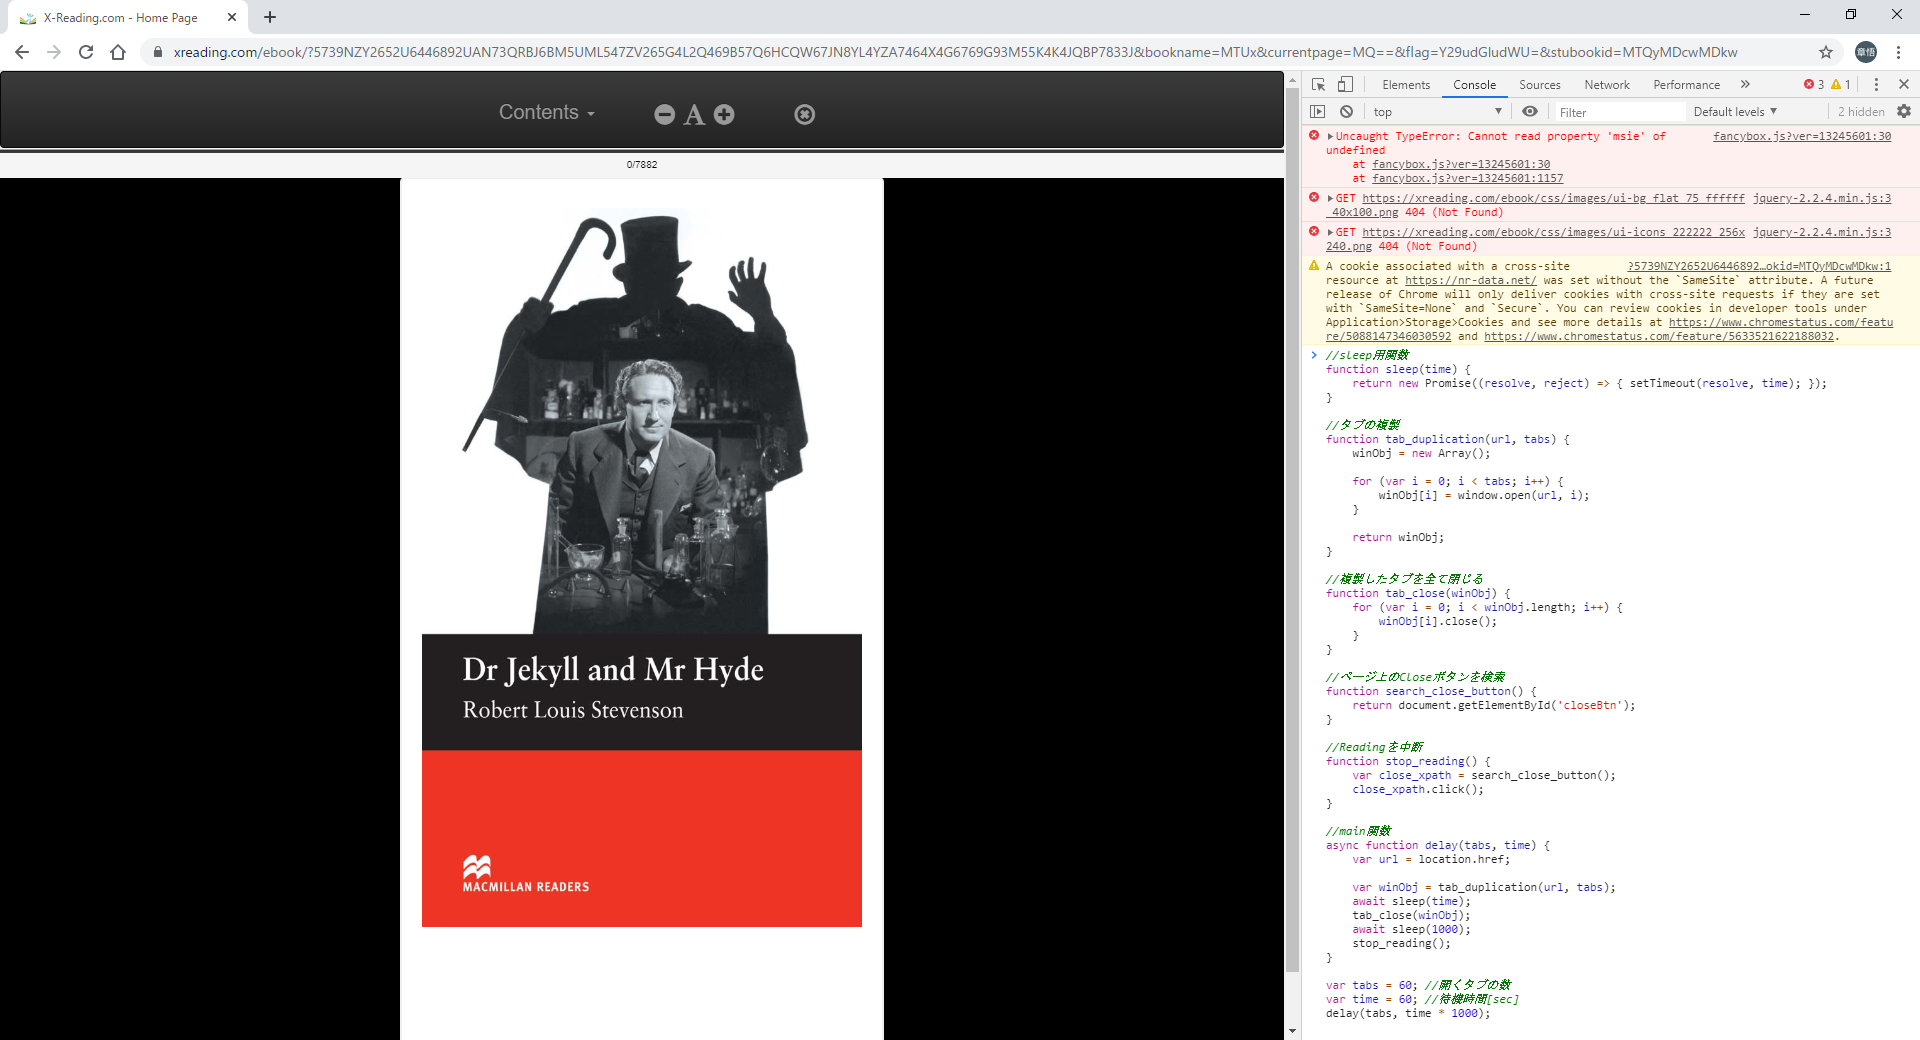 X-Reading.com - Home Page
xreading.com/ebook/?5739NZY2652U6446892UAN73QRBJ6BM5UML547ZV265G4L2Q469B57Q6HCQW67JN8YL4YZA7464X4G6769G93M55K4K4JQBP7833J&bookname=MTUx&currentpage=MQ==&flag=Y29udGludWU=&stubookid=MTQyMDcwMDkw
章悟
Contents
A
0/7882
Dr Jekyll and Mr Hyde
Robert Louis Stevenson
MACMILLAN READERS
Elements Console Sources Network Performance » 3 1
top Filter Default levels 2 hidden
Uncaught TypeError: Cannot read property 'msie' of fancybox.js?ver=13245601:30
undefined
at fancybox.js?ver=13245601:30
at fancybox.js?ver=13245601:1157
GET https://xreading.com/ebook/css/images/ui-bg_flat_75_ffffff jquery-2.2.4.min.js:3
_40x100.png 404 (Not Found)
GET https://xreading.com/ebook/css/images/ui-icons_222222_256x jquery-2.2.4.min.js:3
240.png 404 (Not Found)
A cookie associated with a cross-site ?5739NZY2652U6446892…okid=MTQyMDcwMDkw:1
resource at https://nr-data.net/ was set without the `SameSite` attribute. A future
release of Chrome will only deliver cookies with cross-site requests if they are set
with `SameSite=None` and `Secure`. You can review cookies in developer tools under
Application>Storage>Cookies and see more details at https://www.chromestatus.com/featu
re/5088147346030592 and https://www.chromestatus.com/feature/5633521622188032.
//sleep用関数
function sleep(time) {
return new Promise((resolve, reject) => { setTimeout(resolve, time); });
}
//タブの複製
function tab_duplication(url, tabs) {
winObj = new Array();
for (var i = 0; i < tabs; i++) {
winObj[i] = window.open(url, i);
}
return winObj;
}
//複製したタブを全て閉じる
function tab_close(winObj) {
for (var i = 0; i < winObj.length; i++) {
winObj[i].close();
}
}
//ページ上のCloseボタンを検索
function search_close_button() {
return document.getElementById('closeBtn');
}
//Readingを中断
function stop_reading() {
var close_xpath = search_close_button();
close_xpath.click();
}
//main関数
async function delay(tabs, time) {
var url = location.href;
var winObj = tab_duplication(url, tabs);
await sleep(time);
tab_close(winObj);
await sleep(1000);
stop_reading();
}
var tabs = 60; //開くタブの数
var time = 60; //待機時間[sec]
delay(tabs, time * 1000);